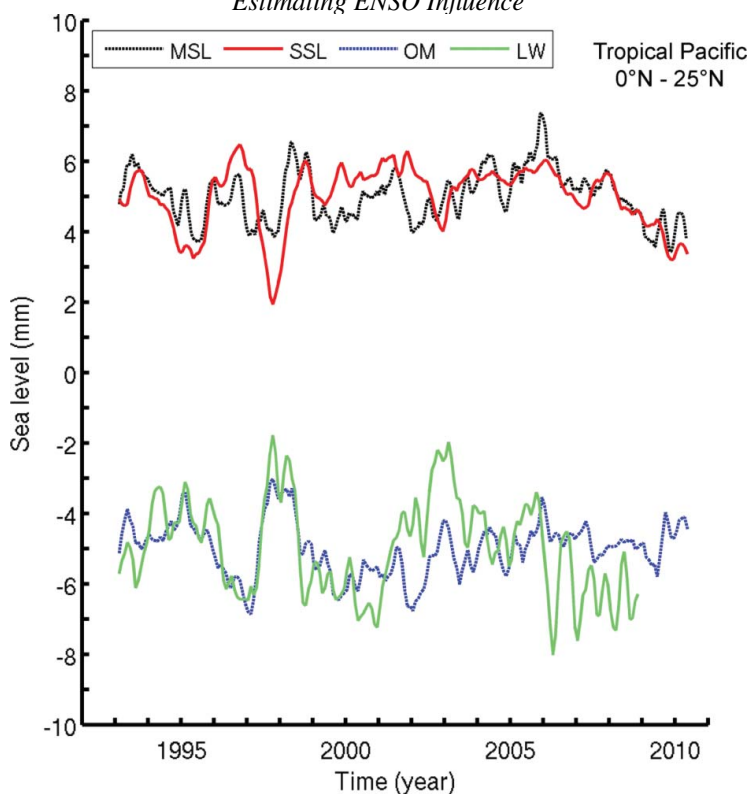 Estimating ENSO Influence
MSL SSL OM LW
Tropical Pacific
0°N - 25°N
10
8
6
4
2
0
-2
-4
-6
-8
-10
Sea level (mm)
1995 2000 2005 2010
Time (year)